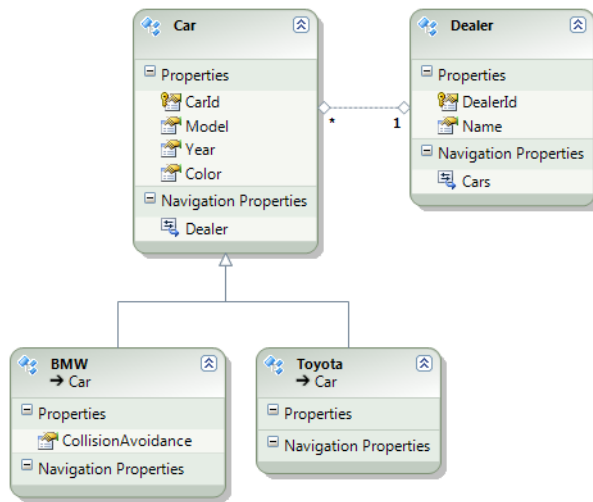 Car
Properties
CarId
Model
Year
Color
Navigation Properties
Dealer
*
1
Dealer
Properties
DealerId
Name
Navigation Properties
Cars
BMW
➔ Car
Properties
CollisionAvoidance
Navigation Properties
Toyota
➔ Car
Properties
Navigation Properties